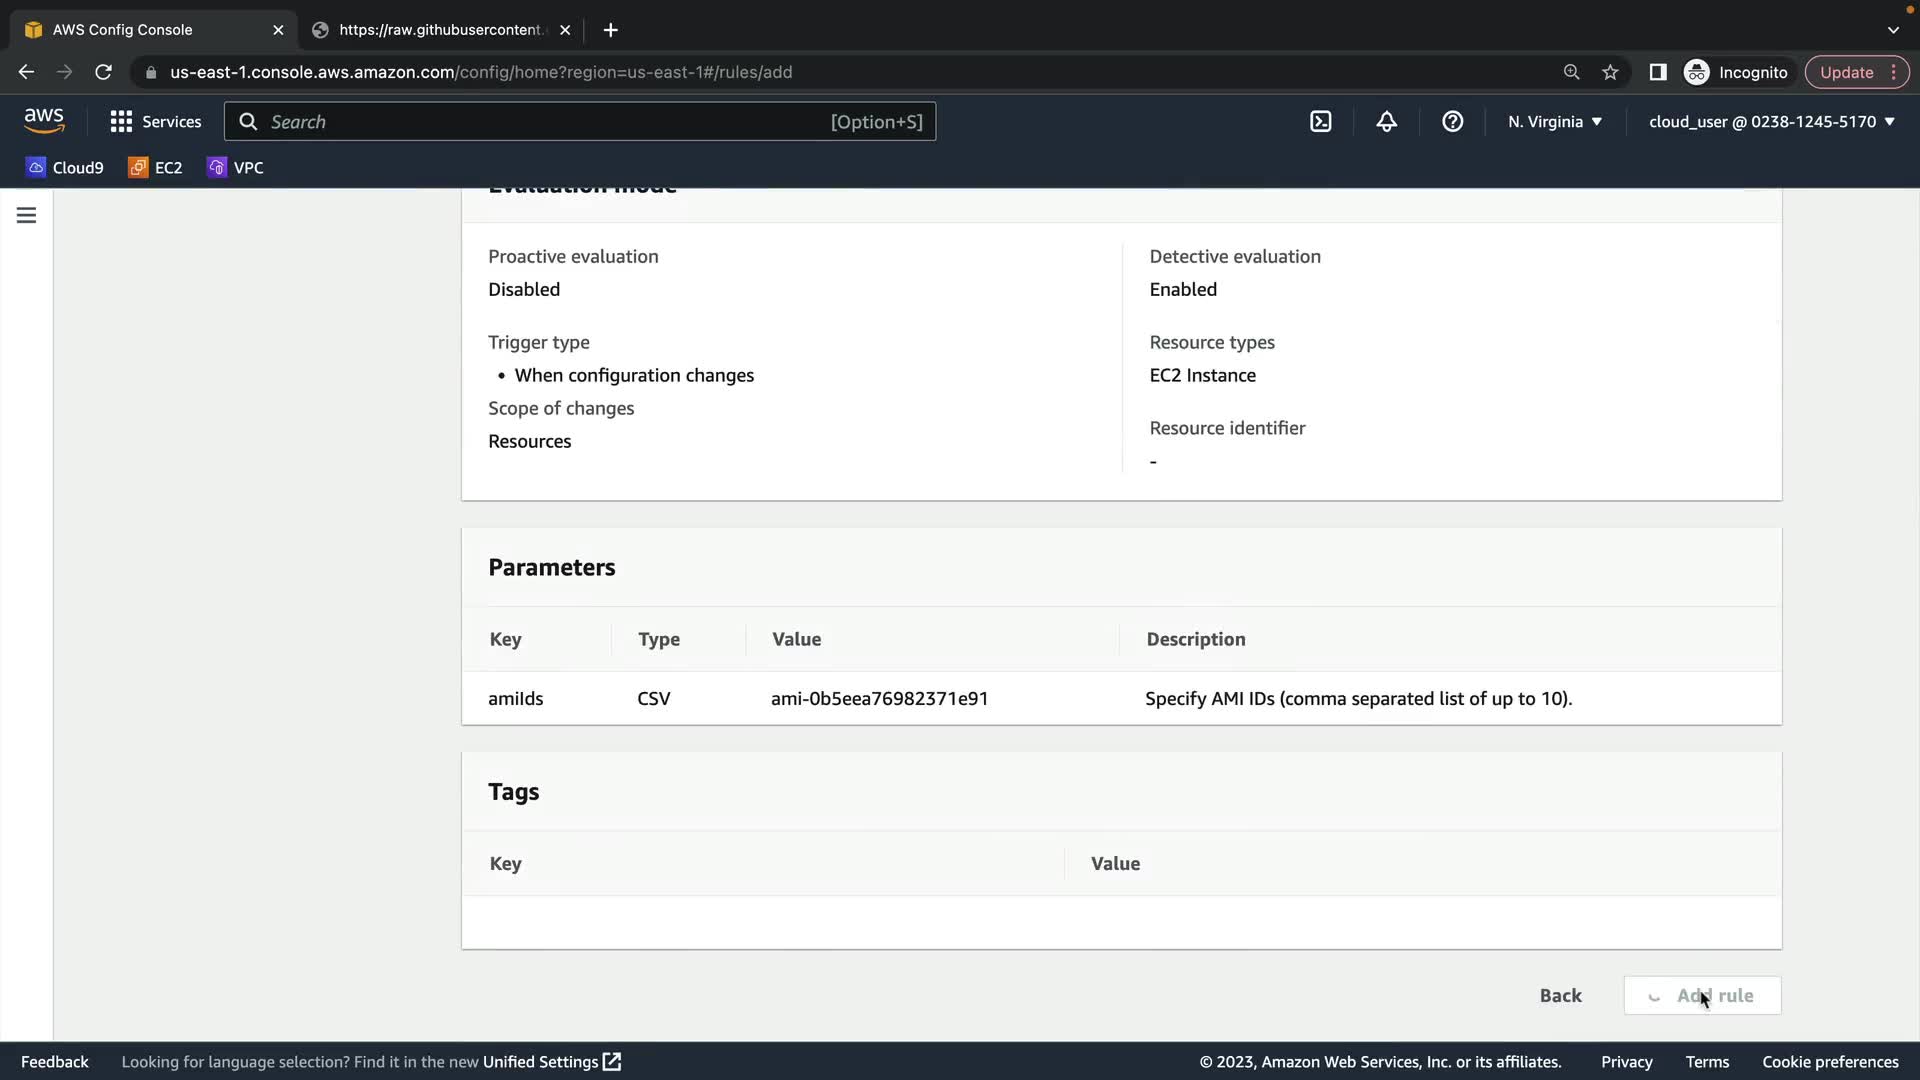 AWS Config Console
https://raw.githubusercontent.
us-east-1.console.aws.amazon.com/config/home?region=us-east-1#/rules/add
Incognito
Update
aws
Services
Search
[Option+S]
N. Virginia
cloud_user @ 0238-1245-5170
Cloud9
EC2
VPC
Evaluation mode
Proactive evaluation
Disabled
Detective evaluation
Enabled
Trigger type
• When configuration changes
Resource types
EC2 Instance
Scope of changes
Resources
Resource identifier
-
Parameters
Key Type Value Description
amiIds CSV ami-0b5eea76982371e91 Specify AMI IDs (comma separated list of up to 10).
Tags
Key Value
Back
Add rule
Feedback
Looking for language selection? Find it in the new Unified Settings
© 2023, Amazon Web Services, Inc. or its affiliates.
Privacy
Terms
Cookie preferences